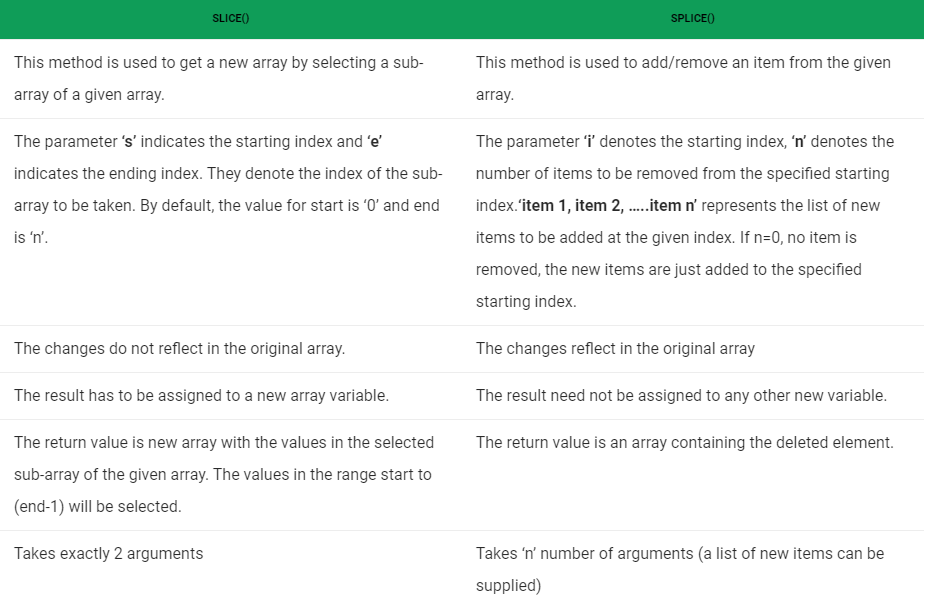 SLICE()
SPLICE()
This method is used to get a new array by selecting a sub-
array of a given array.
This method is used to add/remove an item from the given
array.
The parameter ‘s’ indicates the starting index and ‘e’
indicates the ending index. They denote the index of the sub-
array to be taken. By default, the value for start is ‘0’ and end
is ‘n’.
The parameter ‘i’ denotes the starting index, ‘n’ denotes the
number of items to be removed from the specified starting
index.‘item 1, item 2, …..item n’ represents the list of new
items to be added at the given index. If n=0, no item is
removed, the new items are just added to the specified
starting index.
The changes do not reflect in the original array.
The changes reflect in the original array
The result has to be assigned to a new array variable.
The result need not be assigned to any other new variable.
The return value is new array with the values in the selected
sub-array of the given array. The values in the range start to
(end-1) will be selected.
The return value is an array containing the deleted element.
Takes exactly 2 arguments
Takes ‘n’ number of arguments (a list of new items can be
supplied)